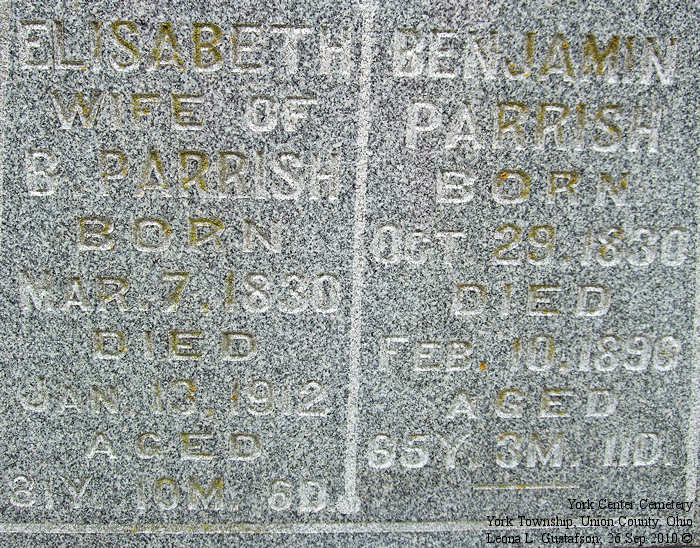 ELISABETH
WIFE OF
B. PARRISH
BORN
MAR. 7. 1830
DIED
JAN. 13. 1912
AGED
81Y 10M 6D.
BENJAMIN
PARRISH
BORN
OCT. 29. 1830
DIED
FEB. 10. 1896
AGED
65Y. 3M. 11D.
York Center Cemetery
York Township, Union County, Ohio
Leona L. Gustafson, 26 Sep 2010 ©